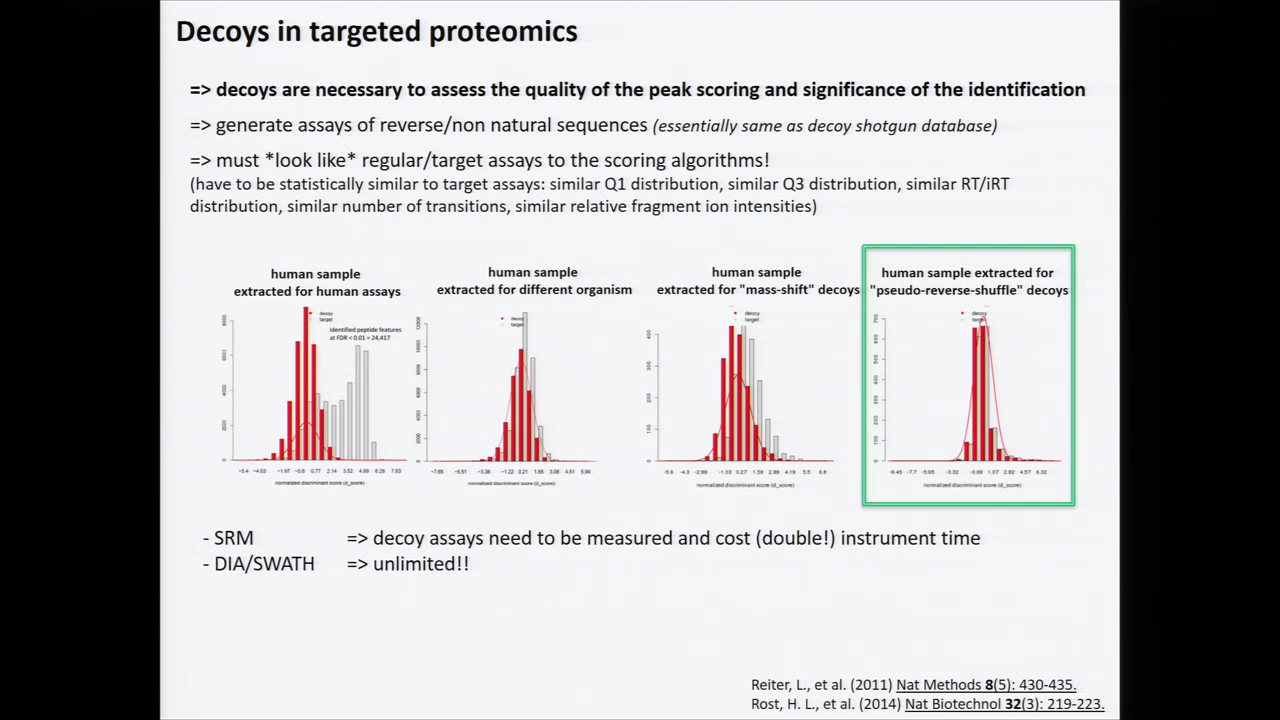 Decoys in targeted proteomics
=> decoys are necessary to assess the quality of the peak scoring and significance of the identification
=> generate assays of reverse/non natural sequences (essentially same as decoy shotgun database)
=> must *look like* regular/target assays to the scoring algorithms!
(have to be statistically similar to target assays: similar Q1 distribution, similar Q3 distribution, similar RT/iRT
distribution, similar number of transitions, similar relative fragment ion intensities)
human sample
extracted for human assays
decoy
target
Identified peptide features
at FDR < 0.01 = 24,417
normalized discriminant score (d_score)
human sample
extracted for different organism
decoy
target
normalized discriminant score (d_score)
human sample
extracted for "mass-shift" decoys
decoy
target
normalized discriminant score (d_score)
human sample extracted for
"pseudo-reverse-shuffle" decoys
decoy
target
normalized discriminant score (d_score)
- SRM => decoy assays need to be measured and cost (double!) instrument time
- DIA/SWATH => unlimited!!
Reiter, L., et al. (2011) Nat Methods 8(5): 430-435.
Rost, H. L., et al. (2014) Nat Biotechnol 32(3): 219-223.